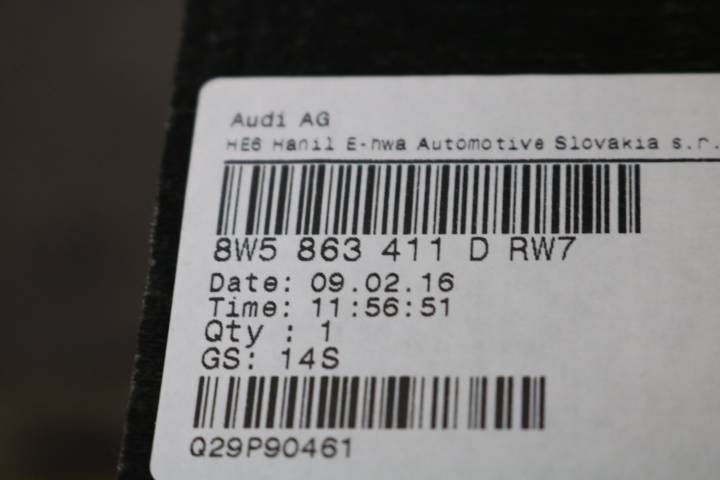 Audi AG
HE6 Hanil E-hwa Automotive Slovakia s.r.
8W5 863 411 D RW7
Date: 09.02.16
Time: 11:56:51
Qty : 1
GS: 14S
Q29P90461